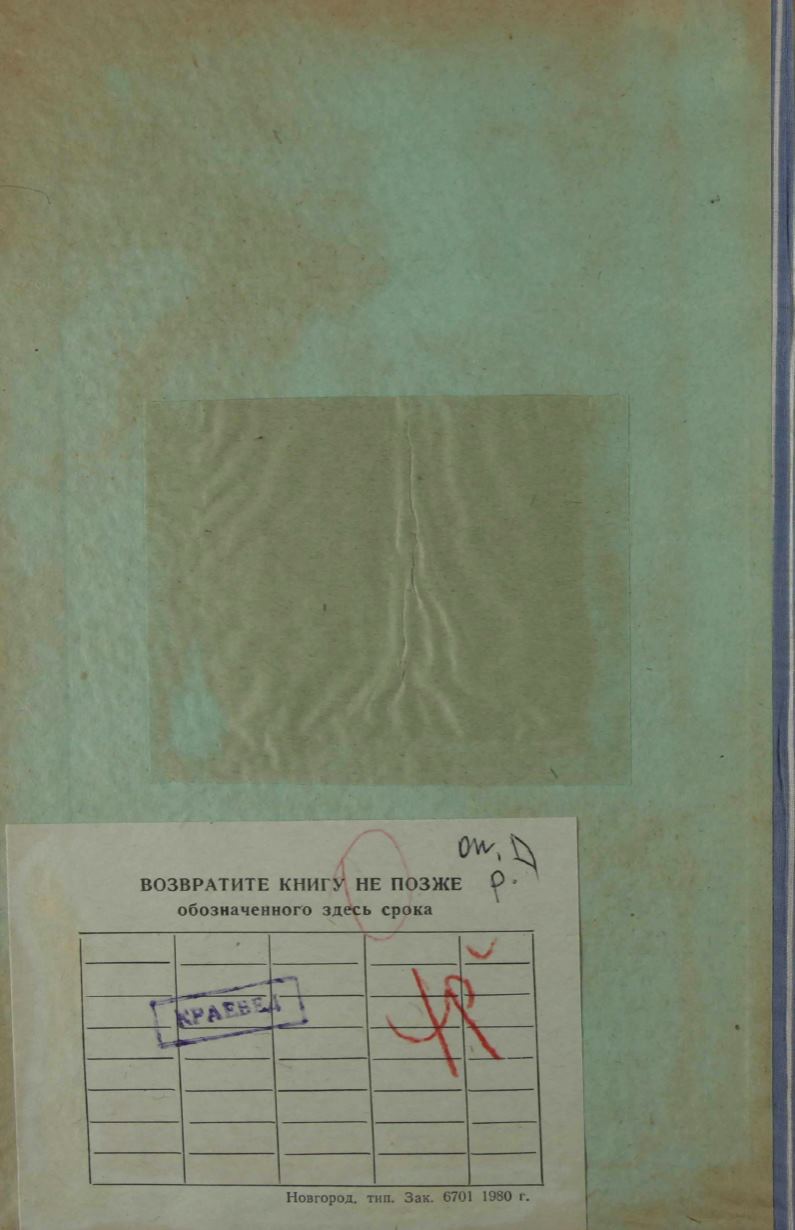 ВОЗВРАТИТЕ КНИГУ НЕ ПОЗЖЕ
обозначенного здесь срока
КРАЕВЕД
Новгород, тип. Зак. 6701 1980 г.